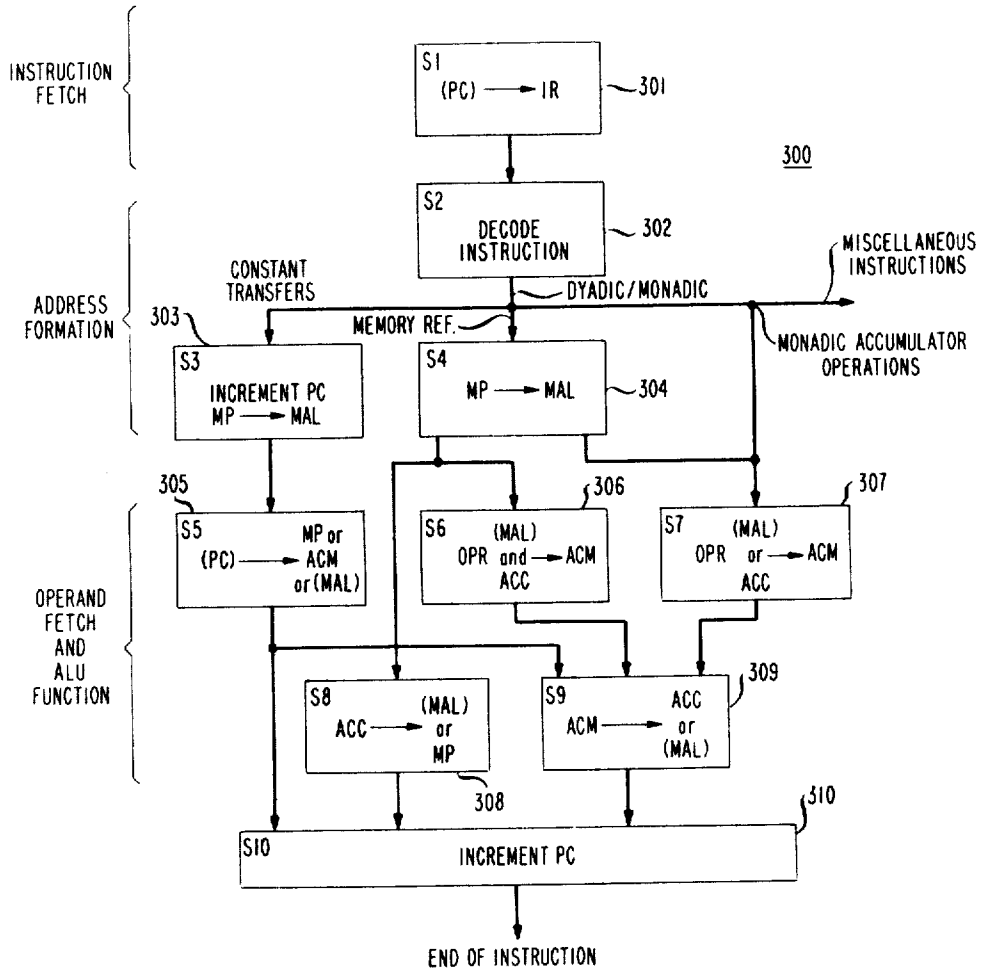 INSTRUCTION
FETCH
S1
(PC) → IR
301
300
S2
DECODE
INSTRUCTION
302
MISCELLANEOUS
INSTRUCTIONS
CONSTANT
TRANSFERS
DYADIC/MONADIC
ADDRESS
FORMATION
303
MEMORY REF.
MONADIC ACCUMULATOR
OPERATIONS
S3
INCREMENT PC
MP → MAL
S4
MP → MAL
304
305
306
307
S5
(PC) → MP or
ACM
or (MAL)
S6
(MAL)
OPR and → ACM
ACC
S7
(MAL)
OPR or → ACM
ACC
OPERAND
FETCH
AND
ALU
FUNCTION
S8
ACC → (MAL)
or
MP
308
S9
ACM → ACC
or
(MAL)
309
310
S10
INCREMENT PC
END OF INSTRUCTION